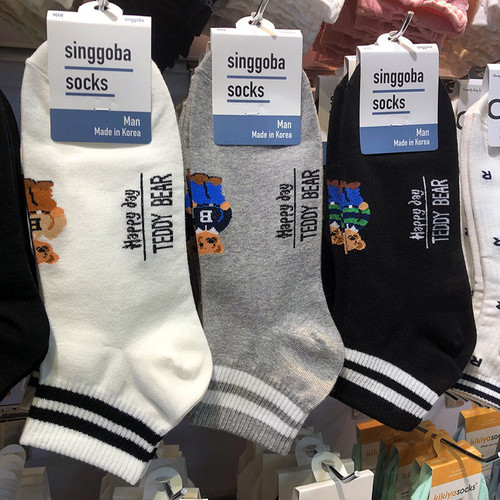 singgoba
socks
Man
Made in Korea
Happy day
TEDDY BEAR
singgoba
socks
Man
Made in Korea
Happy day
TEDDY BEAR
singgoba
socks
Man
Made in Korea
Happy day
TEDDY BEAR
R
R
R
R
kikiyasocks
kikiyasocks